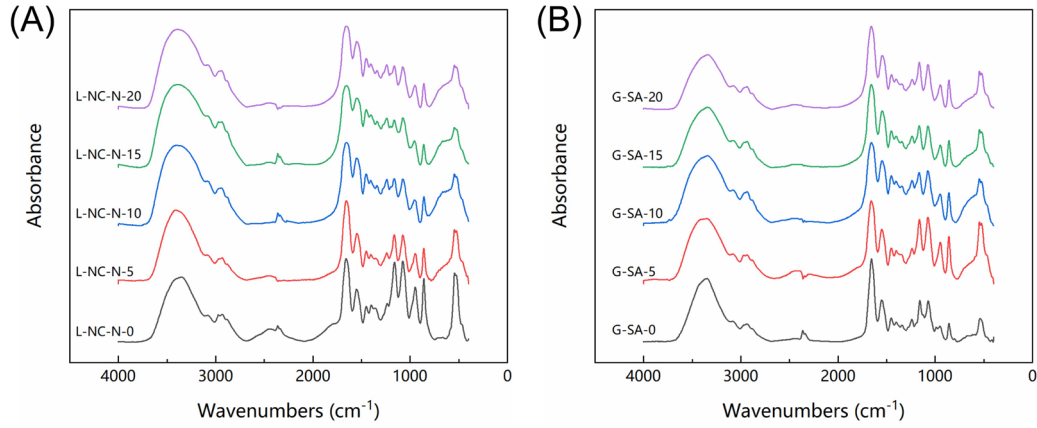 (A)
Absorbance
L-NC-N-20
L-NC-N-15
L-NC-N-10
L-NC-N-5
L-NC-N-0
4000 3000 2000 1000 0
Wavenumbers (cm-1)
(B)
Absorbance
G-SA-20
G-SA-15
G-SA-10
G-SA-5
G-SA-0
4000 3000 2000 1000 0
Wavenumbers (cm-1)